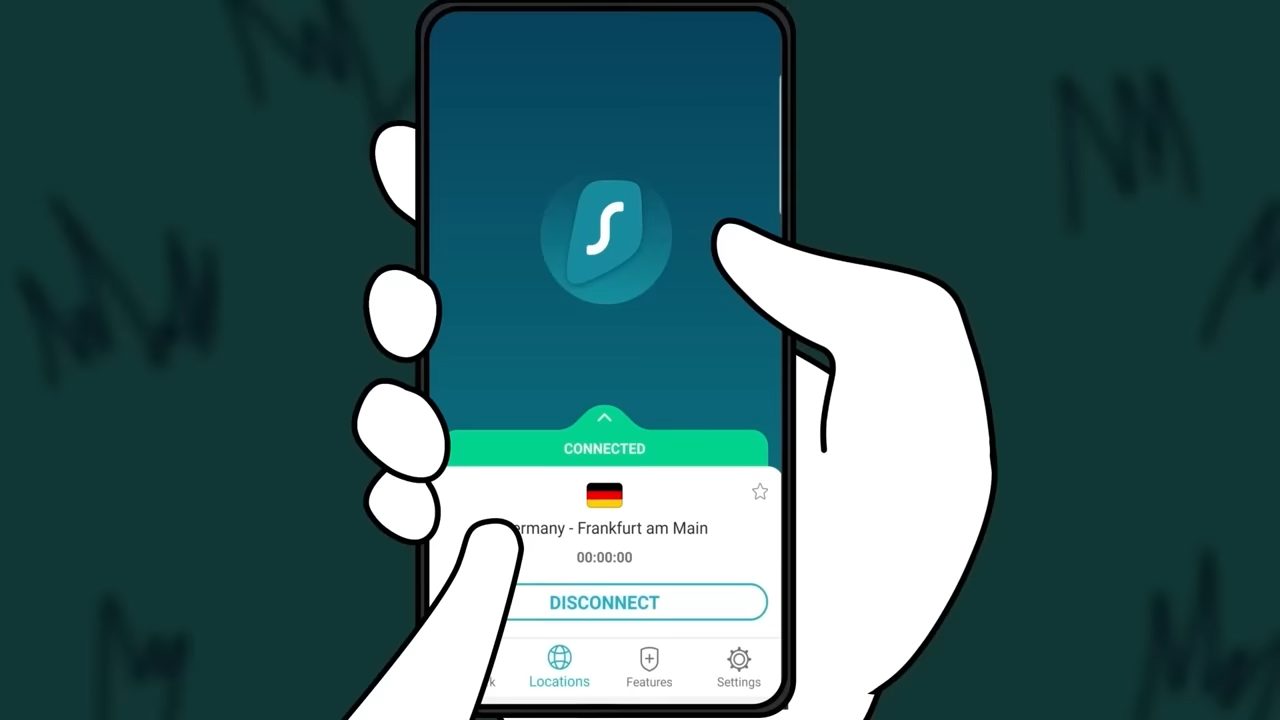 CONNECTED
ermany - Frankfurt am Main
00:00:00
DISCONNECT
k
Locations
Features
Settings